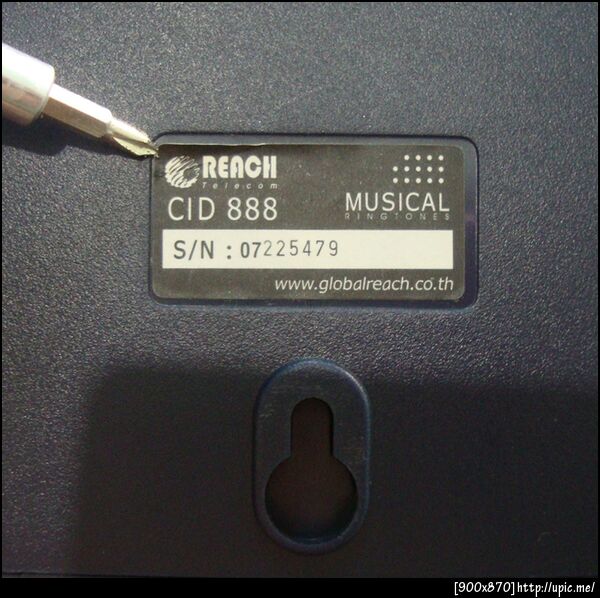 REACH
Telecom
CID 888
MUSICAL
RINGTONES
S/N : 07225479
www.globalreach.co.th
[900x870]http://upic.me/